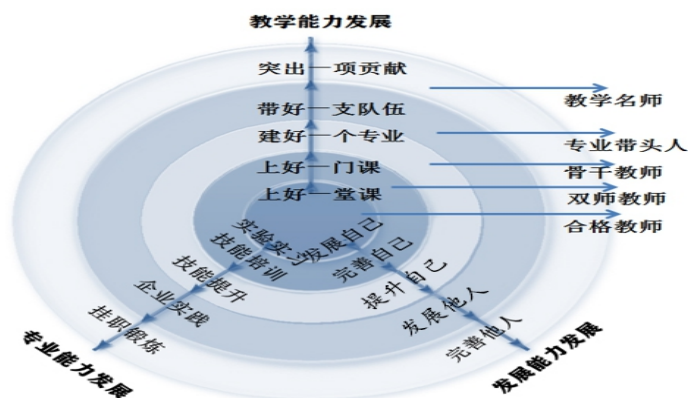 教学能力发展
突出一项贡献
带好一支队伍
建好一个专业
上好一门课
上好一堂课
教学名师
专业带头人
骨干教师
双师教师
合格教师
实验实习
技能培训
技能提升
企业实践
挂职锻炼
专业能力发展
发展自己
完善自己
提升自己
发展他人
完善他人
发展能力发展